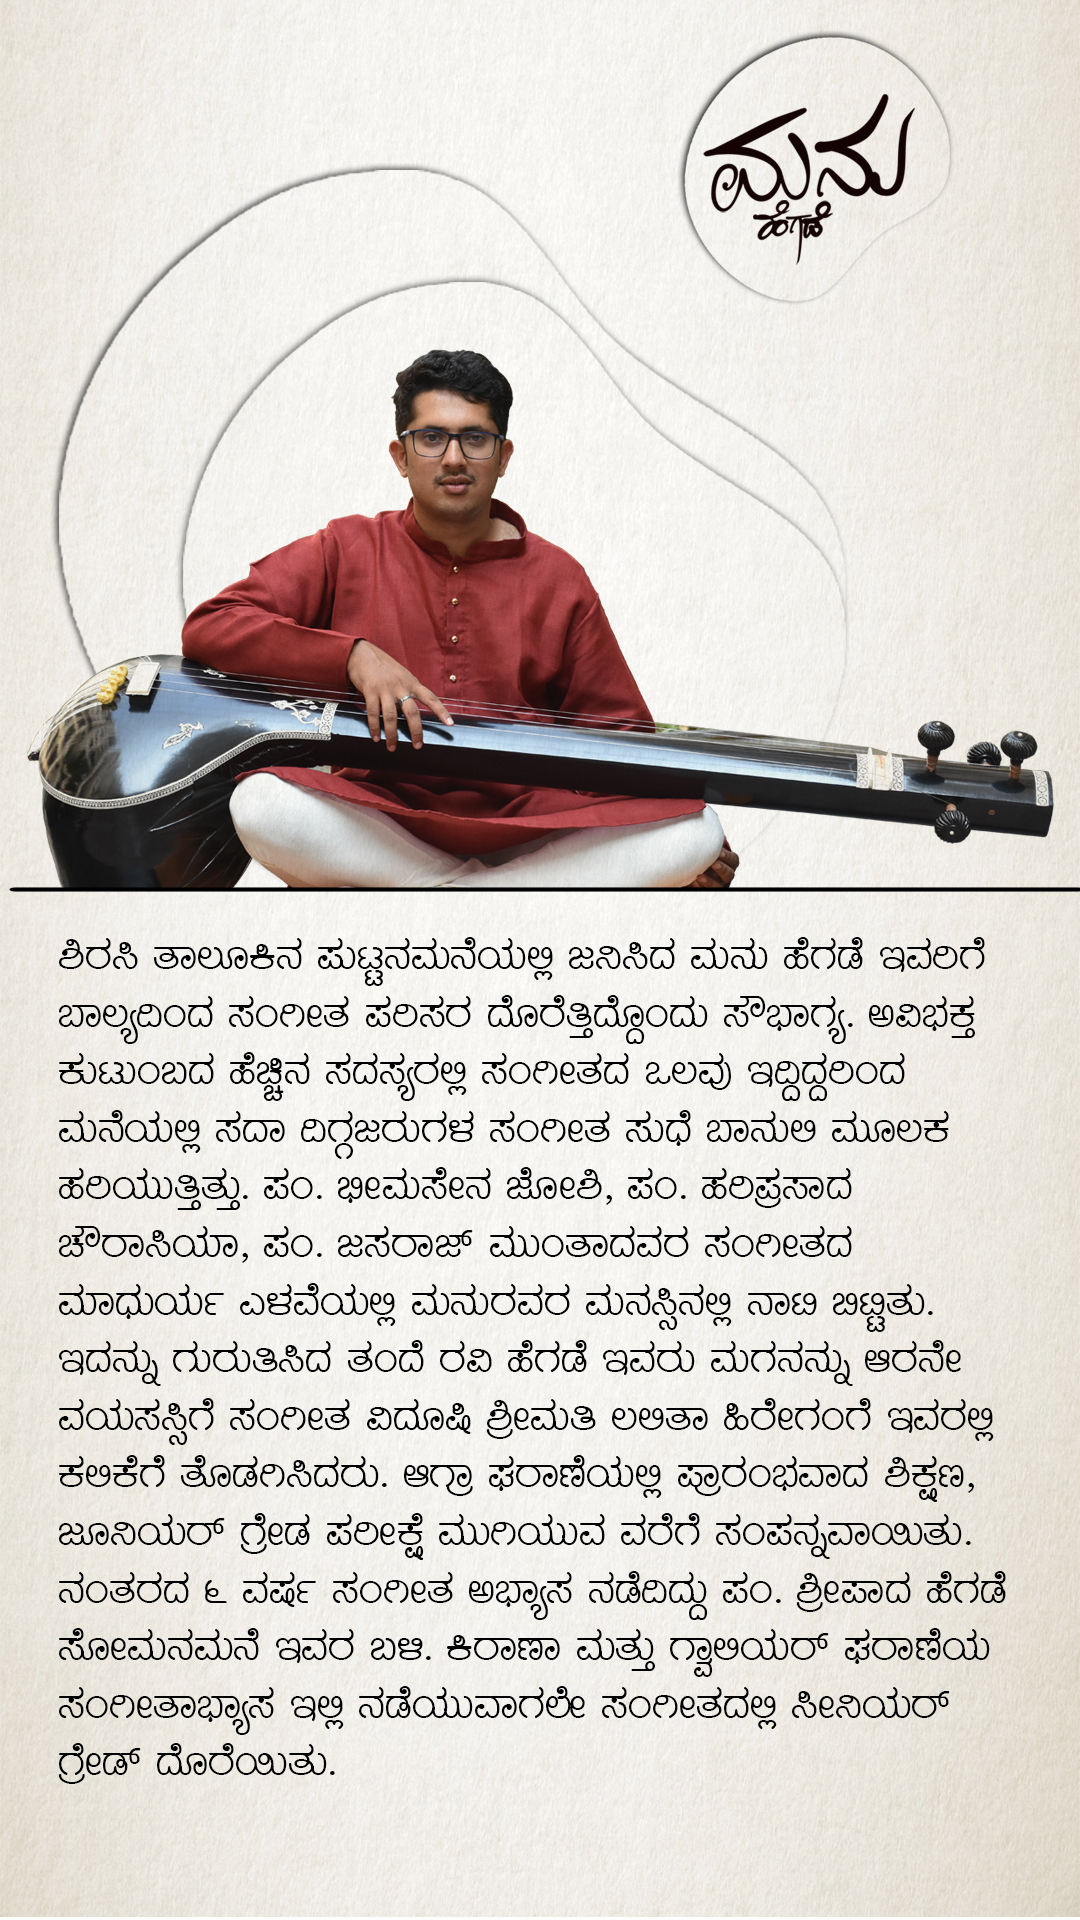 ಮನು
ಹೆಗಡೆ
ಶಿರಸಿ ತಾಲೂಕಿನ ಪುಟ್ಟನಮನೆಯಲ್ಲಿ ಜನಿಸಿದ ಮನು ಹೆಗಡೆ ಇವರಿಗೆ
ಬಾಲ್ಯದಿಂದ ಸಂಗೀತ ಪರಿಸರ ದೊರೆತ್ತಿದ್ದೊಂದು ಸೌಭಾಗ್ಯ. ಅವಿಭಕ್ತ
ಕುಟುಂಬದ ಹೆಚ್ಚಿನ ಸದಸ್ಯರಲ್ಲಿ ಸಂಗೀತದ ಒಲವು ಇದ್ದಿದ್ದರಿಂದ
ಮನೆಯಲ್ಲಿ ಸದಾ ದಿಗ್ಗಜರುಗಳ ಸಂಗೀತ ಸುಧೆ ಬಾನುಲಿ ಮೂಲಕ
ಹರಿಯುತ್ತಿತ್ತು. ಪಂ. ಭೀಮಸೇನ ಜೋಶಿ, ಪಂ. ಹರಿಪ್ರಸಾದ
ಚೌರಾಸಿಯಾ, ಪಂ. ಜಸರಾಜ್ ಮುಂತಾದವರ ಸಂಗೀತದ
ಮಾಧುರ್ಯ ಎಳವೆಯಲ್ಲಿ ಮನುರವರ ಮನಸ್ಸಿನಲ್ಲಿ ನಾಟಿ ಬಿಟ್ಟಿತು.
ಇದನ್ನು ಗುರುತಿಸಿದ ತಂದೆ ರವಿ ಹೆಗಡೆ ಇವರು ಮಗನನ್ನು ಆರನೇ
ವಯಸಸ್ಸಿಗೆ ಸಂಗೀತ ವಿದೂಷಿ ಶ್ರೀಮತಿ ಲಲಿತಾ ಹಿರೇಗಂಗೆ ಇವರಲ್ಲಿ
ಕಲಿಕೆಗೆ ತೊಡಗಿಸಿದರು. ಆಗ್ರಾ ಘರಾಣೆಯಲ್ಲಿ ಪ್ರಾರಂಭವಾದ ಶಿಕ್ಷಣ,
ಜೂನಿಯರ್ ಗ್ರೇಡ ಪರೀಕ್ಷೆ ಮುಗಿಯುವ ವರೆಗೆ ಸಂಪನ್ನವಾಯಿತು.
ನಂತರದ ೬ ವರ್ಷ ಸಂಗೀತ ಅಭ್ಯಾಸ ನಡೆದಿದ್ದು ಪಂ. ಶ್ರೀಪಾದ ಹೆಗಡೆ
ಸೋಮನಮನೆ ಇವರ ಬಳಿ. ಕಿರಾಣಾ ಮತ್ತು ಗ್ವಾಲಿಯರ್ ಘರಾಣೆಯ
ಸಂಗೀತಾಭ್ಯಾಸ ಇಲ್ಲಿ ನಡೆಯುವಾಗಲೇ ಸಂಗೀತದಲ್ಲಿ ಸೀನಿಯರ್
ಗ್ರೇಡ್ ದೊರೆಯಿತು.